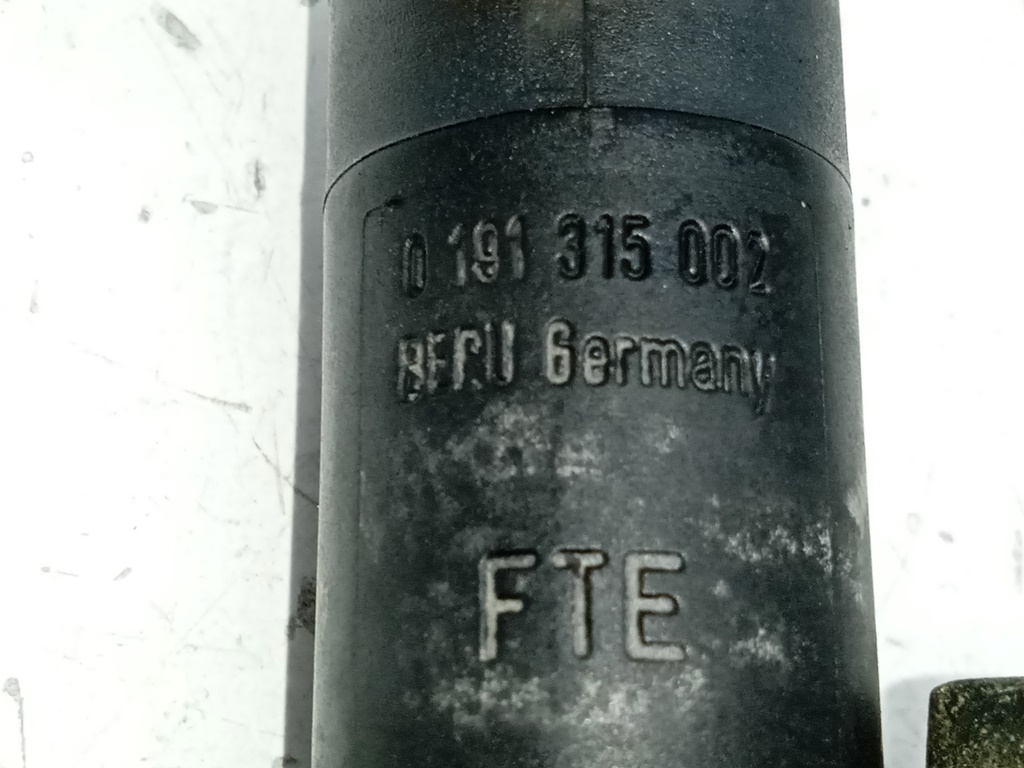 0 191 315 002
BERU Germany
FTE